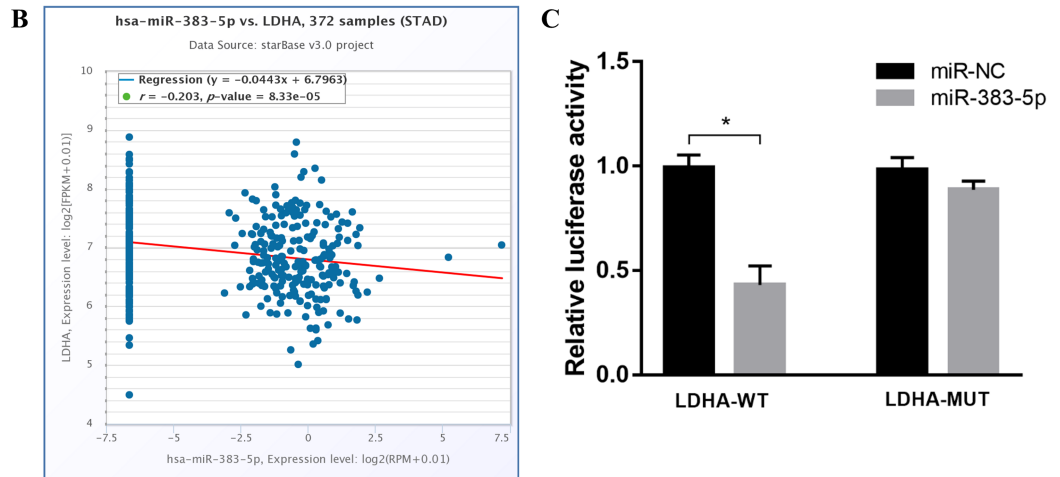 B
hsa-miR-383-5p vs. LDHA, 372 samples (STAD)
Data Source: starBase v3.0 project
Regression (y = -0.0443x + 6.7963)
r = -0.203, p-value = 8.33e-05
LDHA, Expression level: log2[FPKM+0.01)]
10
9
8
7
6
5
4
-7.5
-5
-2.5
0
2.5
5
7.5
hsa-miR-383-5p, Expression level: log2(RPM+0.01)
C
miR-NC
miR-383-5p
*
Relative luciferase activity
1.5
1.0
0.5
0.0
LDHA-WT
LDHA-MUT